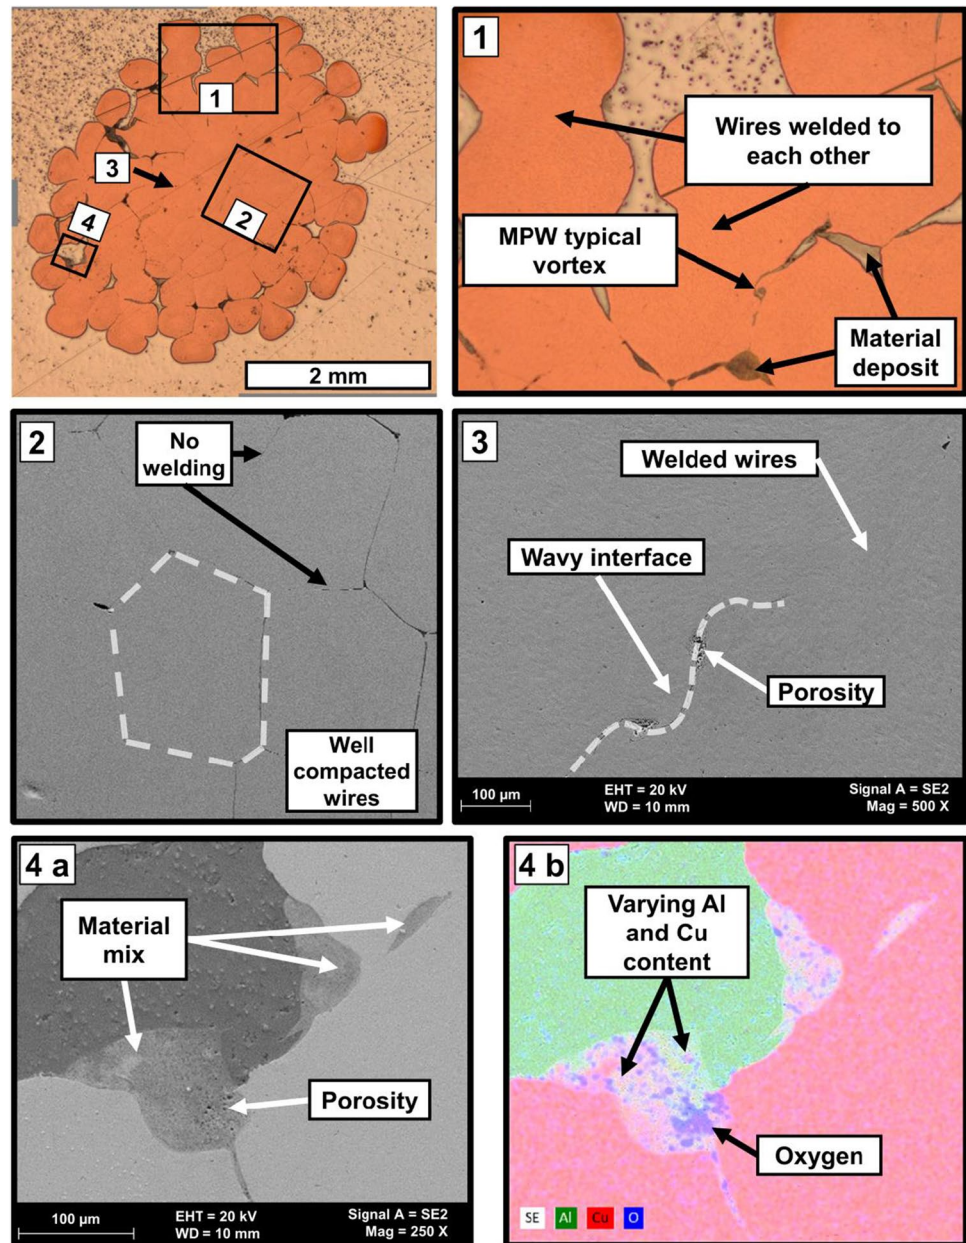 1
3
2
4
2 mm
1
Wires welded to
each other
MPW typical
vortex
Material
deposit
2
No
welding
Well
compacted
wires
3
Welded wires
Wavy interface
Porosity
100 µm
EHT = 20 kV
WD = 10 mm
Signal A = SE2
Mag = 500 X
4 a
Material
mix
Porosity
100 µm
EHT = 20 kV
WD = 10 mm
Signal A = SE2
Mag = 250 X
4 b
Varying Al
and Cu
content
Oxygen
SE Al Cu O